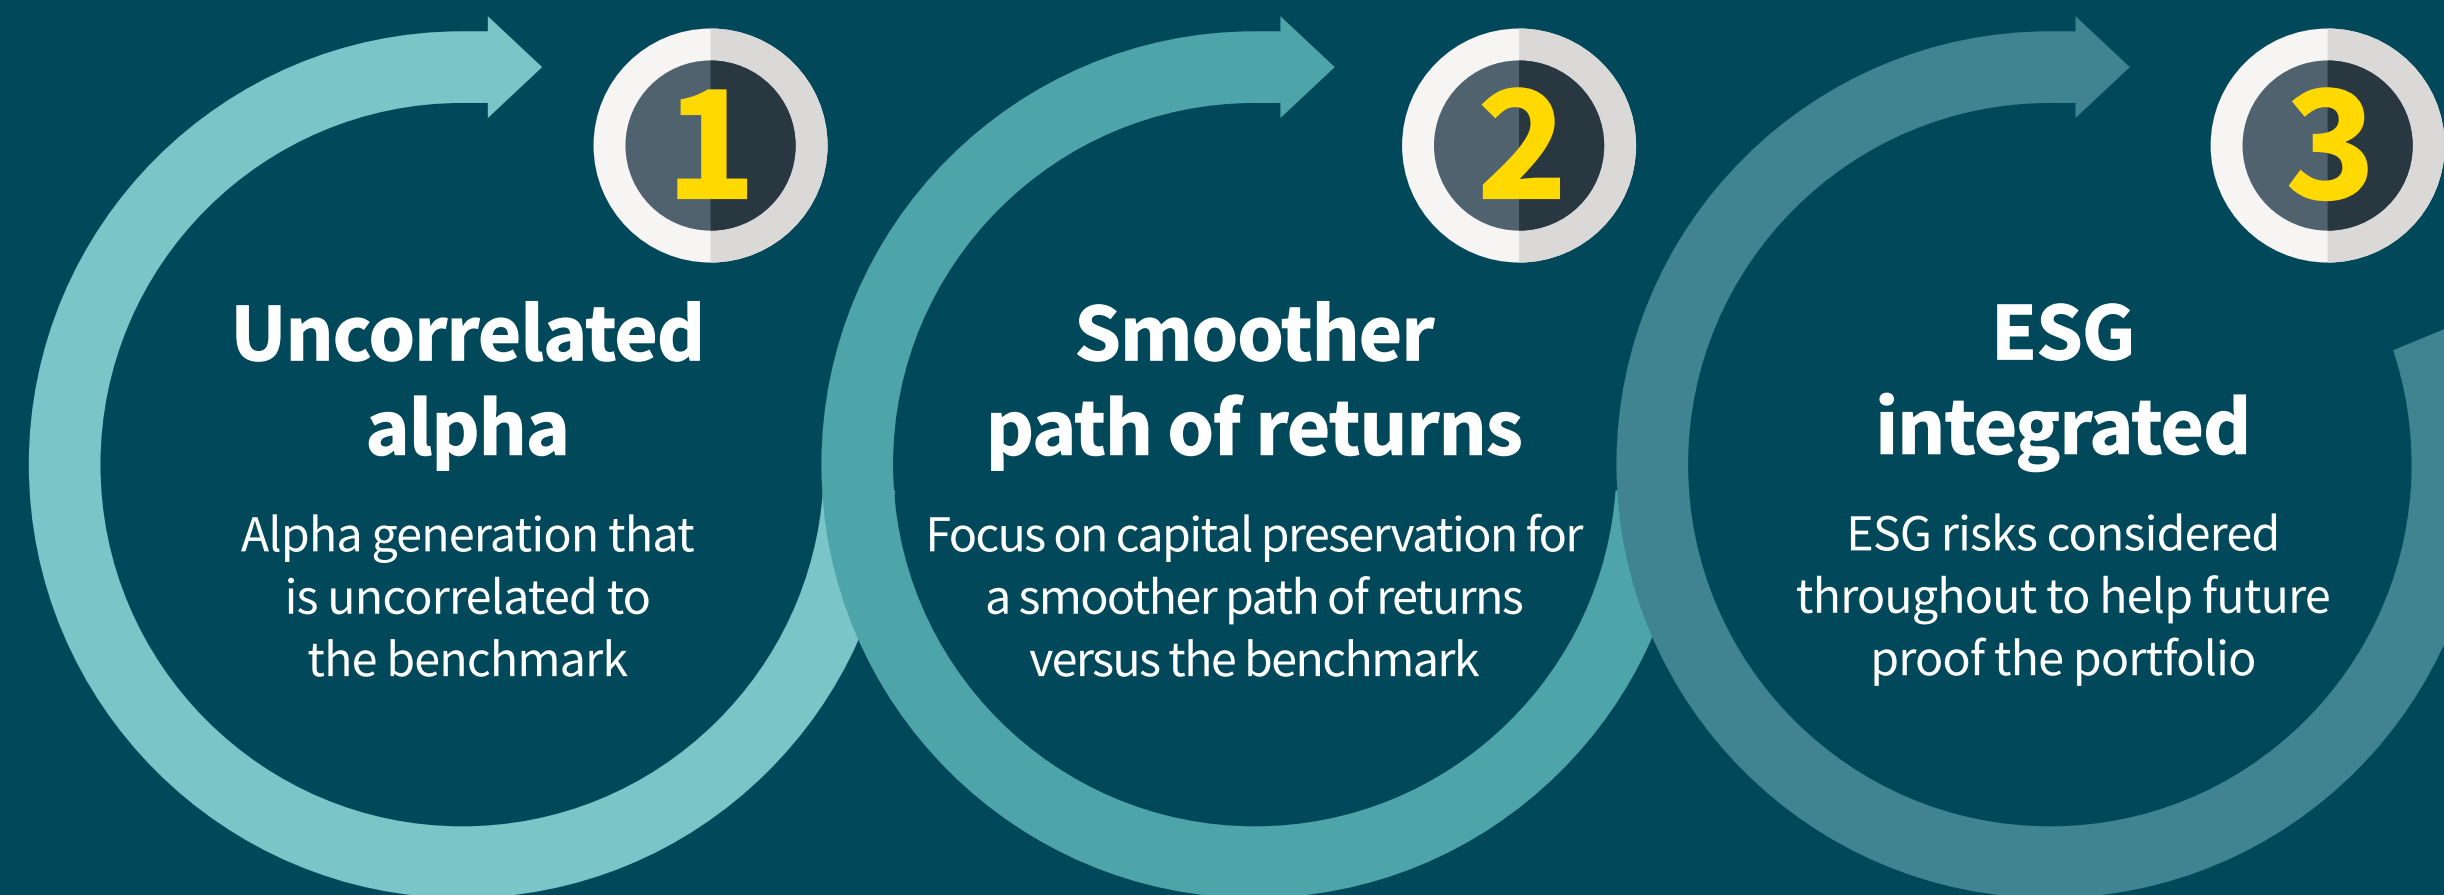 1
Uncorrelated
alpha
Alpha generation that
is uncorrelated to
the benchmark
2
Smoother
path of returns
Focus on capital preservation for
a smoother path of returns
versus the benchmark
3
ESG
integrated
ESG risks considered
throughout to help future
proof the portfolio